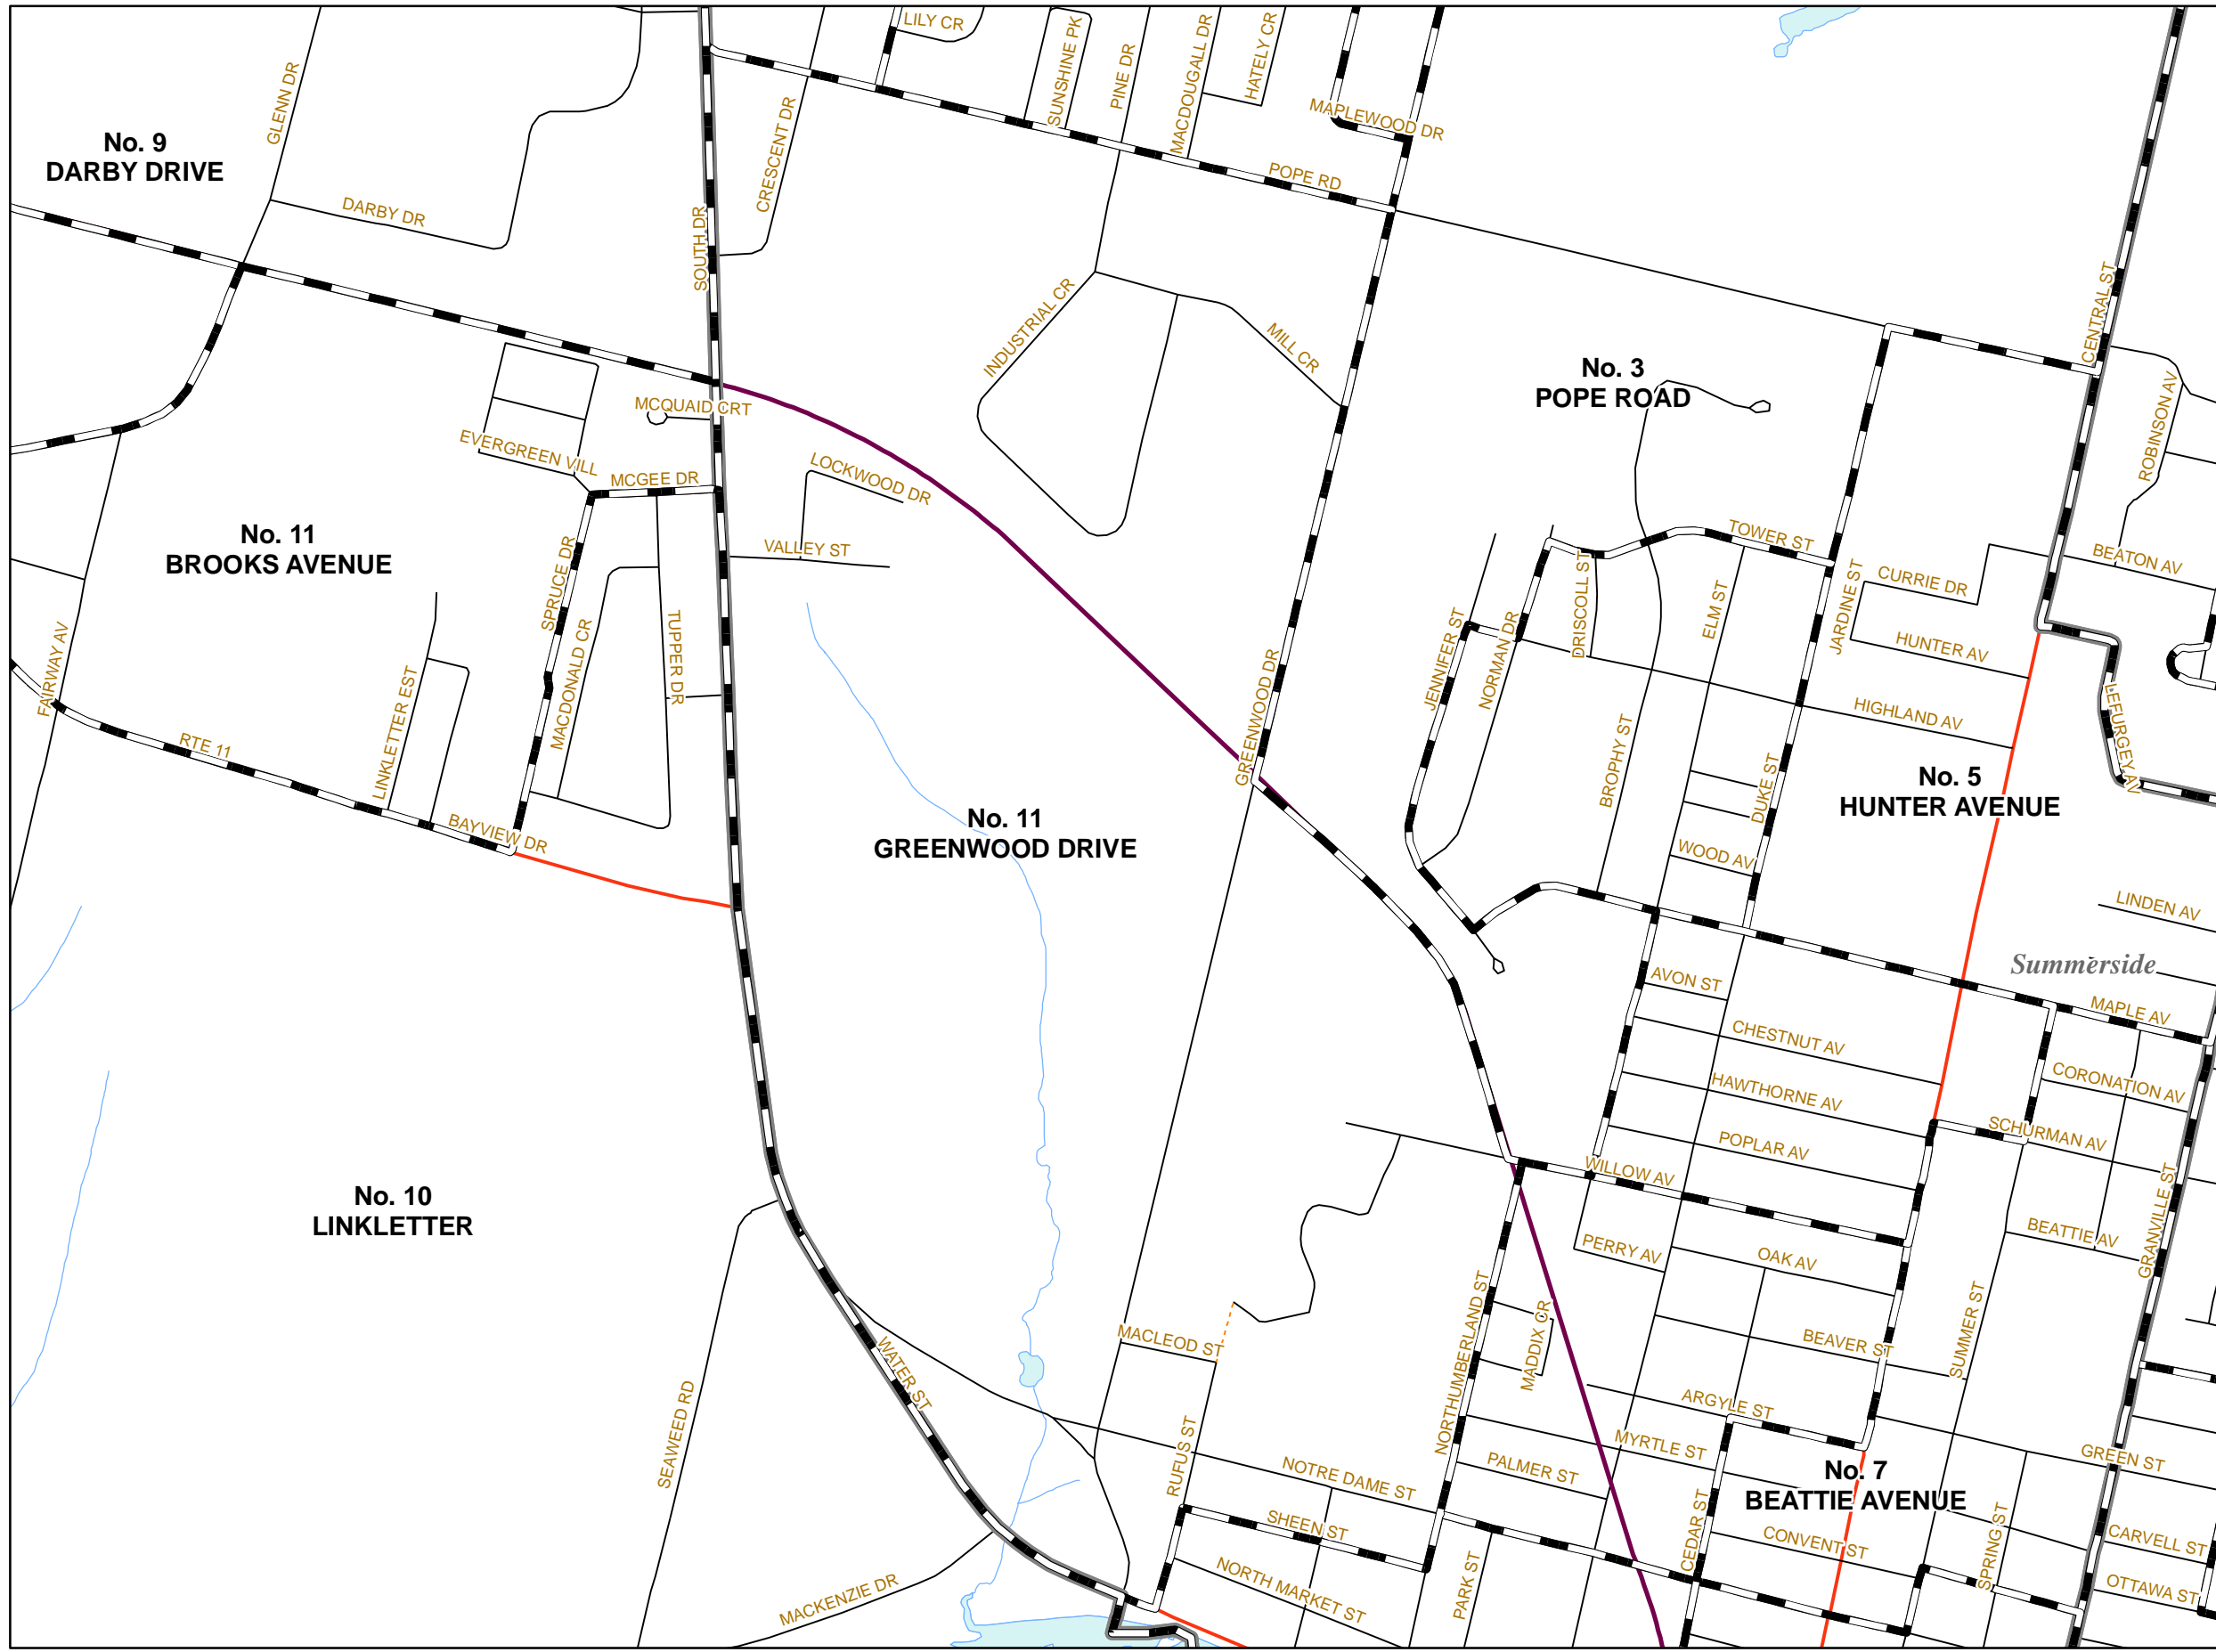 LILY CR
SUNSHINE PK
PINE DR
MACDOUGALL DR
HATELY CR
MAPLEWOOD DR
GLENN DR
CRESCENT DR
No. 9
DARBY DRIVE
POPE RD
DARBY DR
SOUTH DR
CENTRAL ST
INDUSTRIAL CR
MILL CR
No. 3
POPE ROAD
ROBINSON AV
MCQUAID CRT
EVERGREEN VILL
MCGEE DR
LOCKWOOD DR
No. 11
BROOKS AVENUE
VALLEY ST
TOWER ST
BEATON AV
SPRUCE DR
MACDONALD CR
TUPPER DR
JENNIFER ST
NORMAN DR
DRISCOLL ST
ELM ST
JARDINE ST
CURRIE DR
HUNTER AV
FAIRWAY AV
LINKLETTER EST
GREENWOOD DR
LEFURGEY AV
HIGHLAND AV
RTE 11
BROPHY ST
DUKE ST
No. 5
HUNTER AVENUE
BAYVIEW DR
No. 11
GREENWOOD DRIVE
WOOD AV
LINDEN AV
Summerside
AVON ST
MAPLE AV
CHESTNUT AV
CORONATION AV
HAWTHORNE AV
SCHURMAN AV
POPLAR AV
WILLOW AV
No. 10
LINKLETTER
GRANVILLE ST
BEATTIE AV
PERRY AV
OAK AV
NORTHUMBERLAND ST
MADDIX CR
SUMMER ST
MACLEOD ST
BEAVER ST
WATER ST
SEAWEED RD
ARGYLE ST
RUFUS ST
MYRTLE ST
GREEN ST
NOTRE DAME ST
PALMER ST
No. 7
BEATTIE AVENUE
SHEEN ST
CEDAR ST
CONVENT ST
SPRING ST
CARVELL ST
NORTH MARKET ST
PARK ST
MACKENZIE DR
OTTAWA ST